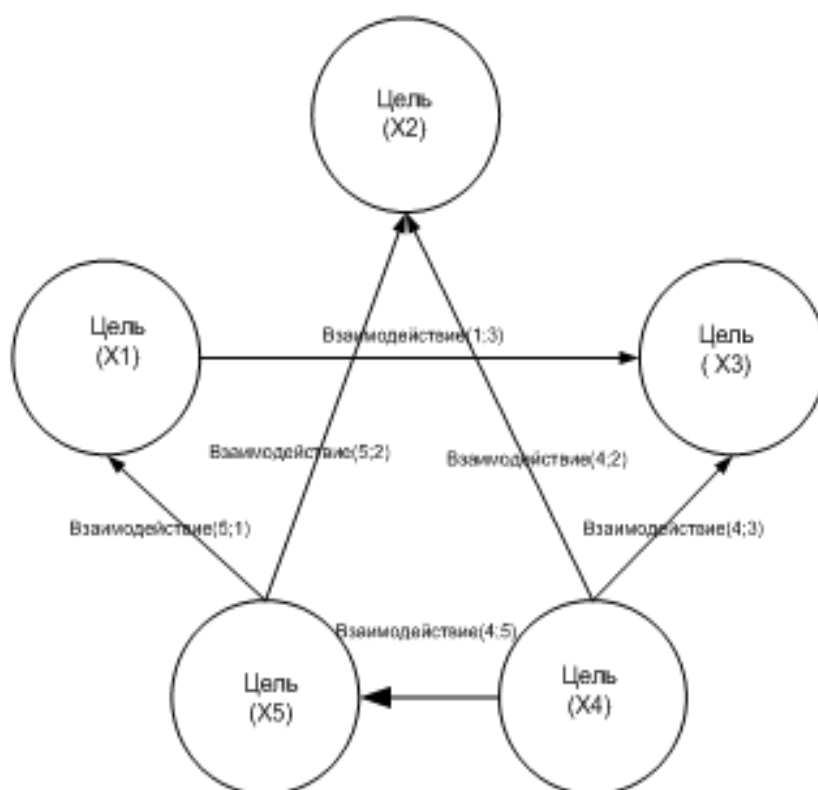 Цель
(X2)
Взаимодействие(1:3)
Цель
(X1)
Цель
( X3)
Взаимодействие(5;2)
Взаимодействие(4;2)
Взаимодействие(5;1)
Взаимодействие(4;3)
Взаимодействие(4:5)
Цель
(X5)
Цель
(X4)